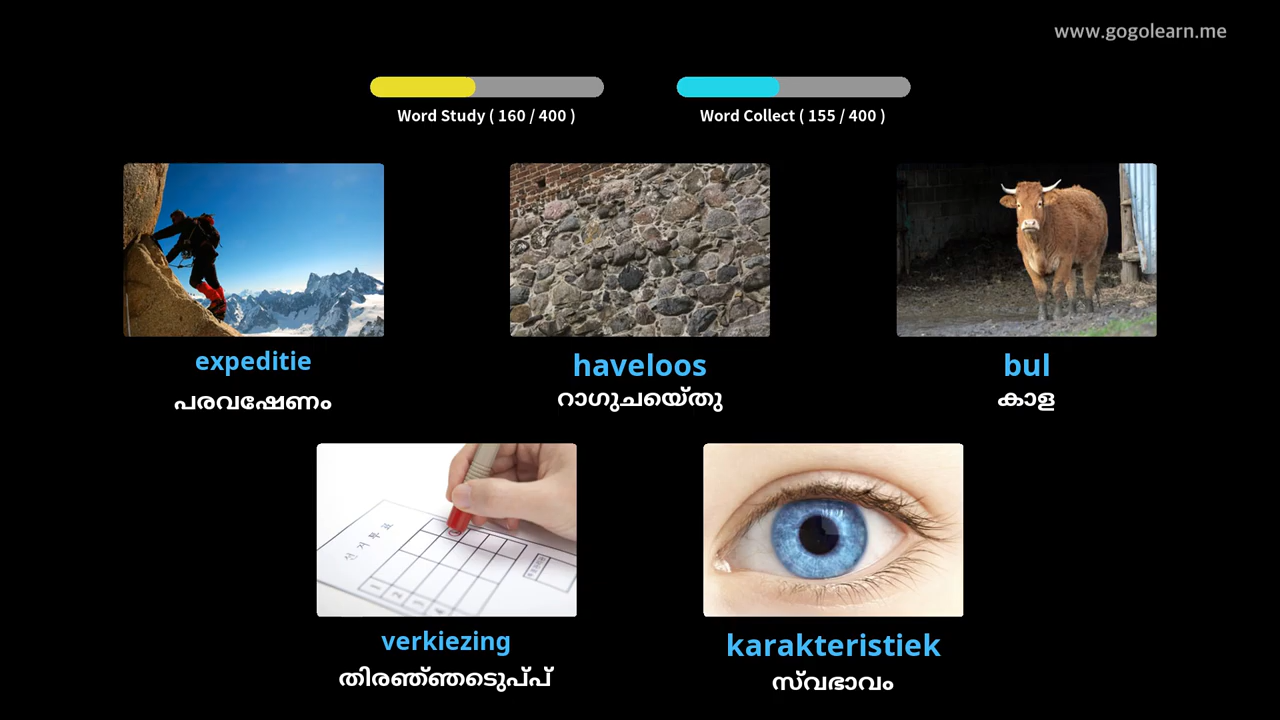 www.gogolearn.me
Word Study ( 160 / 400 )
Word Collect ( 155 / 400 )
expeditie
പരവഷേണം
haveloos
റാഗുചയെ്തു
bul
കാള
verkiezing
തിരഞ്ഞടെുപ്പ്
karakteristiek
സ്വഭാവം